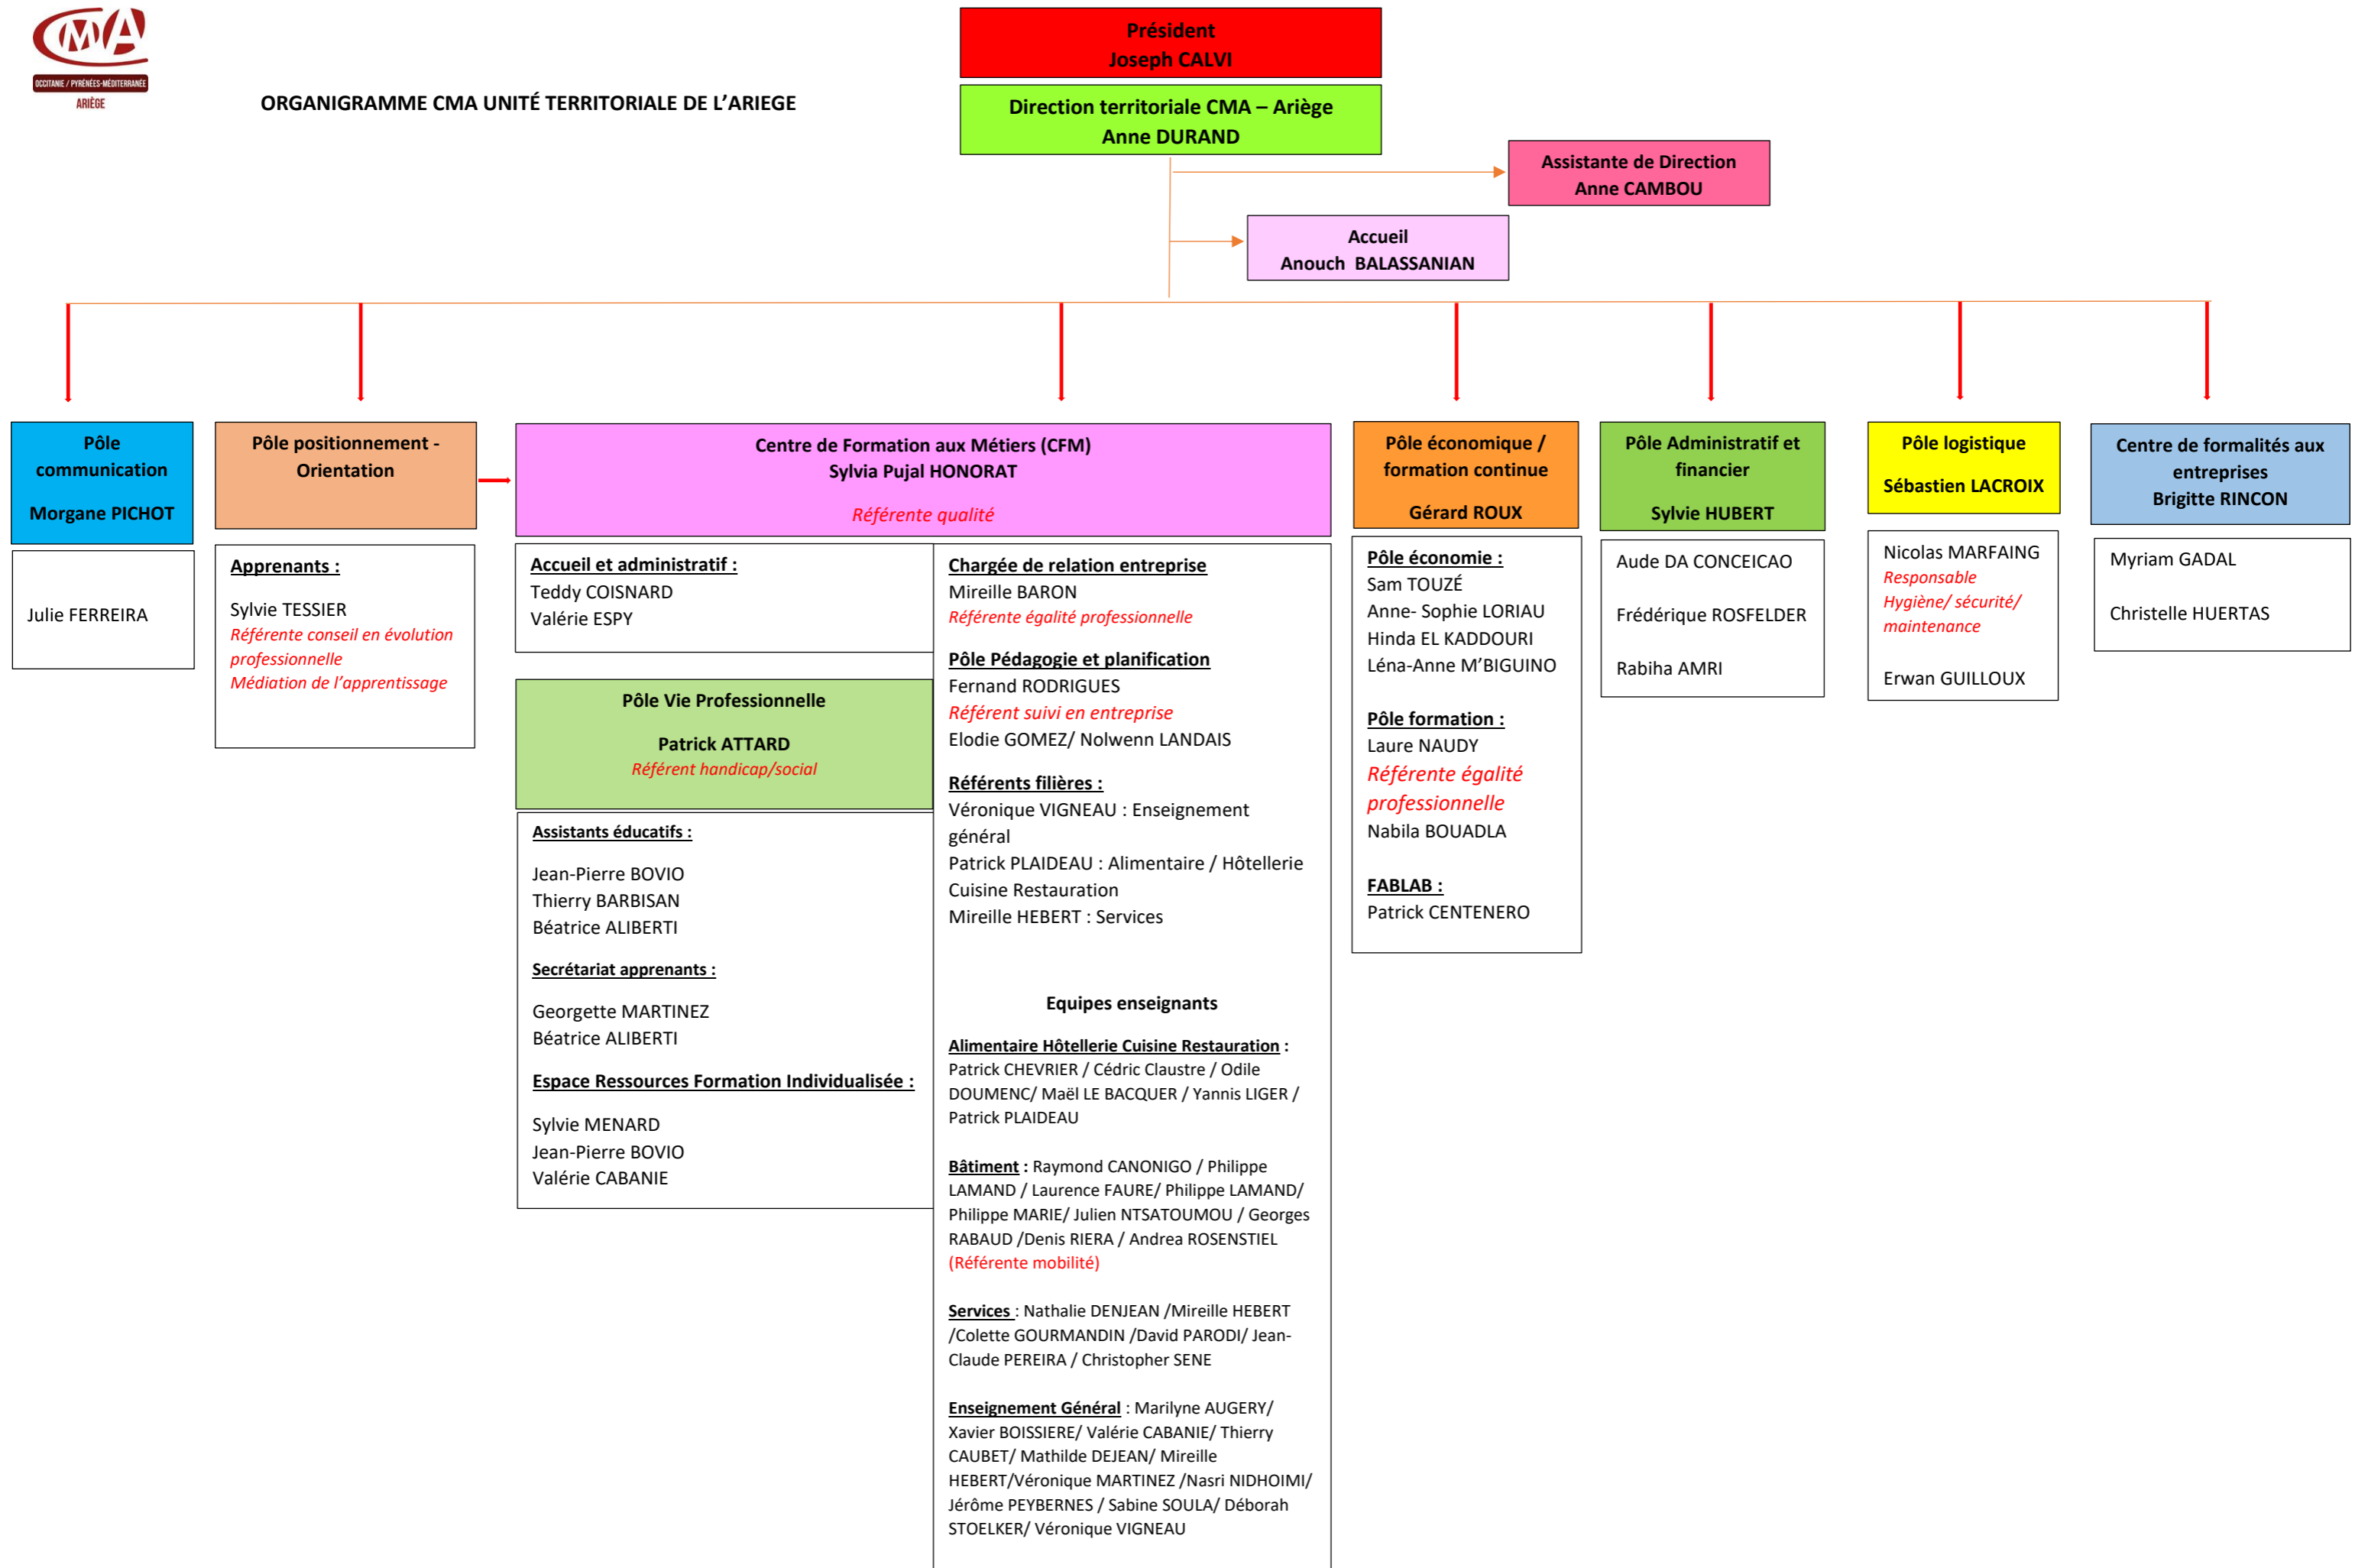 CMA
OCCITANIE / PYRÉNÉES-MÉDITERRANÉE
ARIÈGE
ORGANIGRAMME CMA UNITÉ TERRITORIALE DE L’ARIEGE
Président
Joseph CALVI
Direction territoriale CMA – Ariège
Anne DURAND
Assistante de Direction
Anne CAMBOU
Accueil
Anouch BALASSANIAN
Pôle
communication
Morgane PICHOT
Julie FERREIRA
Pôle positionnement -
Orientation
Apprenants :
Sylvie TESSIER
Référente conseil en évolution
professionnelle
Médiation de l’apprentissage
Centre de Formation aux Métiers (CFM)
Sylvia Pujal HONORAT
Référente qualité
Accueil et administratif :
Teddy COISNARD
Valérie ESPY
Pôle Vie Professionnelle
Patrick ATTARD
Référent handicap/social
Assistants éducatifs :
Jean-Pierre BOVIO
Thierry BARBISAN
Béatrice ALIBERTI
Secrétariat apprenants :
Georgette MARTINEZ
Béatrice ALIBERTI
Espace Ressources Formation Individualisée :
Sylvie MENARD
Jean-Pierre BOVIO
Valérie CABANIE
Chargée de relation entreprise
Mireille BARON
Référente égalité professionnelle
Pôle Pédagogie et planification
Fernand RODRIGUES
Référent suivi en entreprise
Elodie GOMEZ/ Nolwenn LANDAIS
Référents filières :
Véronique VIGNEAU : Enseignement
général
Patrick PLAIDEAU : Alimentaire / Hôtellerie
Cuisine Restauration
Mireille HEBERT : Services
Equipes enseignants
Alimentaire Hôtellerie Cuisine Restauration :
Patrick CHEVRIER / Cédric Claustre / Odile
DOUMENC/ Maël LE BACQUER / Yannis LIGER /
Patrick PLAIDEAU
Bâtiment : Raymond CANONIGO / Philippe
LAMAND / Laurence FAURE/ Philippe LAMAND/
Philippe MARIE/ Julien NTSATOUMOU / Georges
RABAUD /Denis RIERA / Andrea ROSENSTIEL
(Référente mobilité)
Services : Nathalie DENJEAN /Mireille HEBERT
/Colette GOURMANDIN /David PARODI/ Jean-
Claude PEREIRA / Christopher SENE
Enseignement Général : Marilyne AUGERY/
Xavier BOISSIERE/ Valérie CABANIE/ Thierry
CAUBET/ Mathilde DEJEAN/ Mireille
HEBERT/Véronique MARTINEZ /Nasri NIDHOIMI/
Jérôme PEYBERNES / Sabine SOULA/ Déborah
STOELKER/ Véronique VIGNEAU
Pôle économique /
formation continue
Gérard ROUX
Pôle économie :
Sam TOUZÉ
Anne- Sophie LORIAU
Hinda EL KADDOURI
Léna-Anne M’BIGUINO
Pôle formation :
Laure NAUDY
Référente égalité
professionnelle
Nabila BOUADLA
FABLAB :
Patrick CENTENERO
Pôle Administratif et
financier
Sylvie HUBERT
Aude DA CONCEICAO
Frédérique ROSFELDER
Rabiha AMRI
Pôle logistique
Sébastien LACROIX
Nicolas MARFAING
Responsable
Hygiène/ sécurité/
maintenance
Erwan GUILLOUX
Centre de formalités aux
entreprises
Brigitte RINCON
Myriam GADAL
Christelle HUERTAS